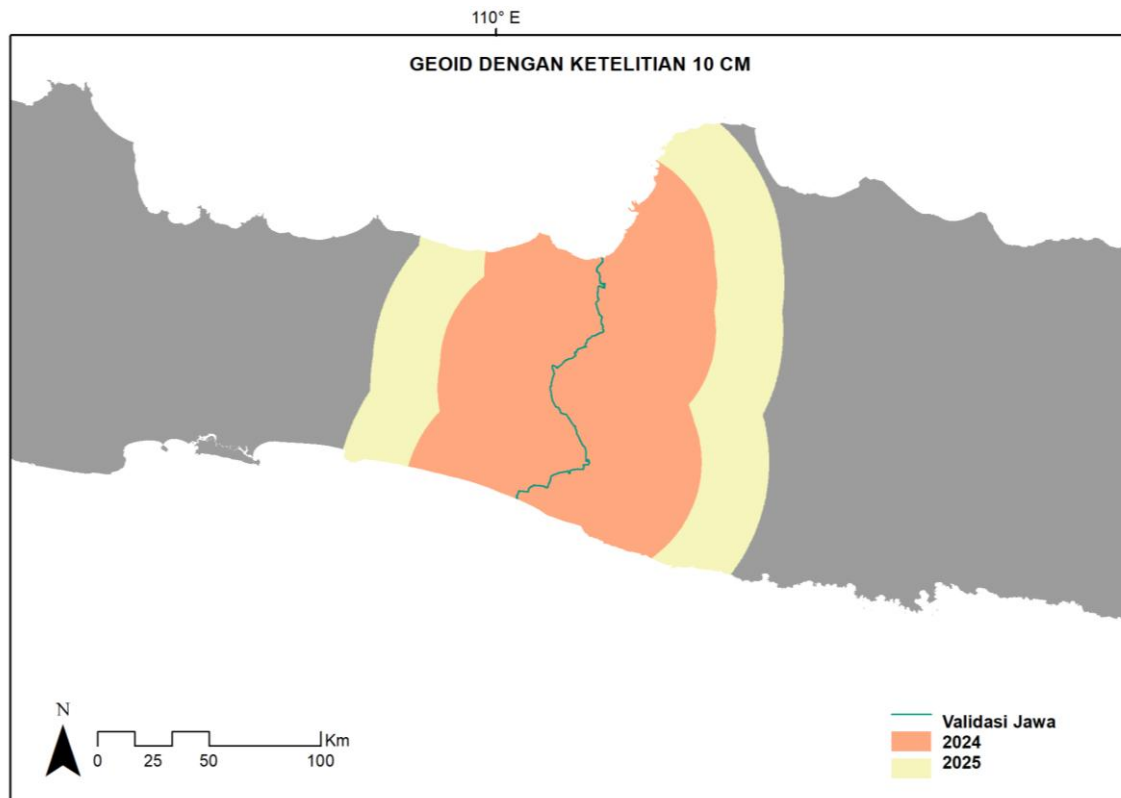 110° E
GEOID DENGAN KETELITIAN 10 CM
N
Km
0 25 50 100
Validasi Jawa
2024
2025